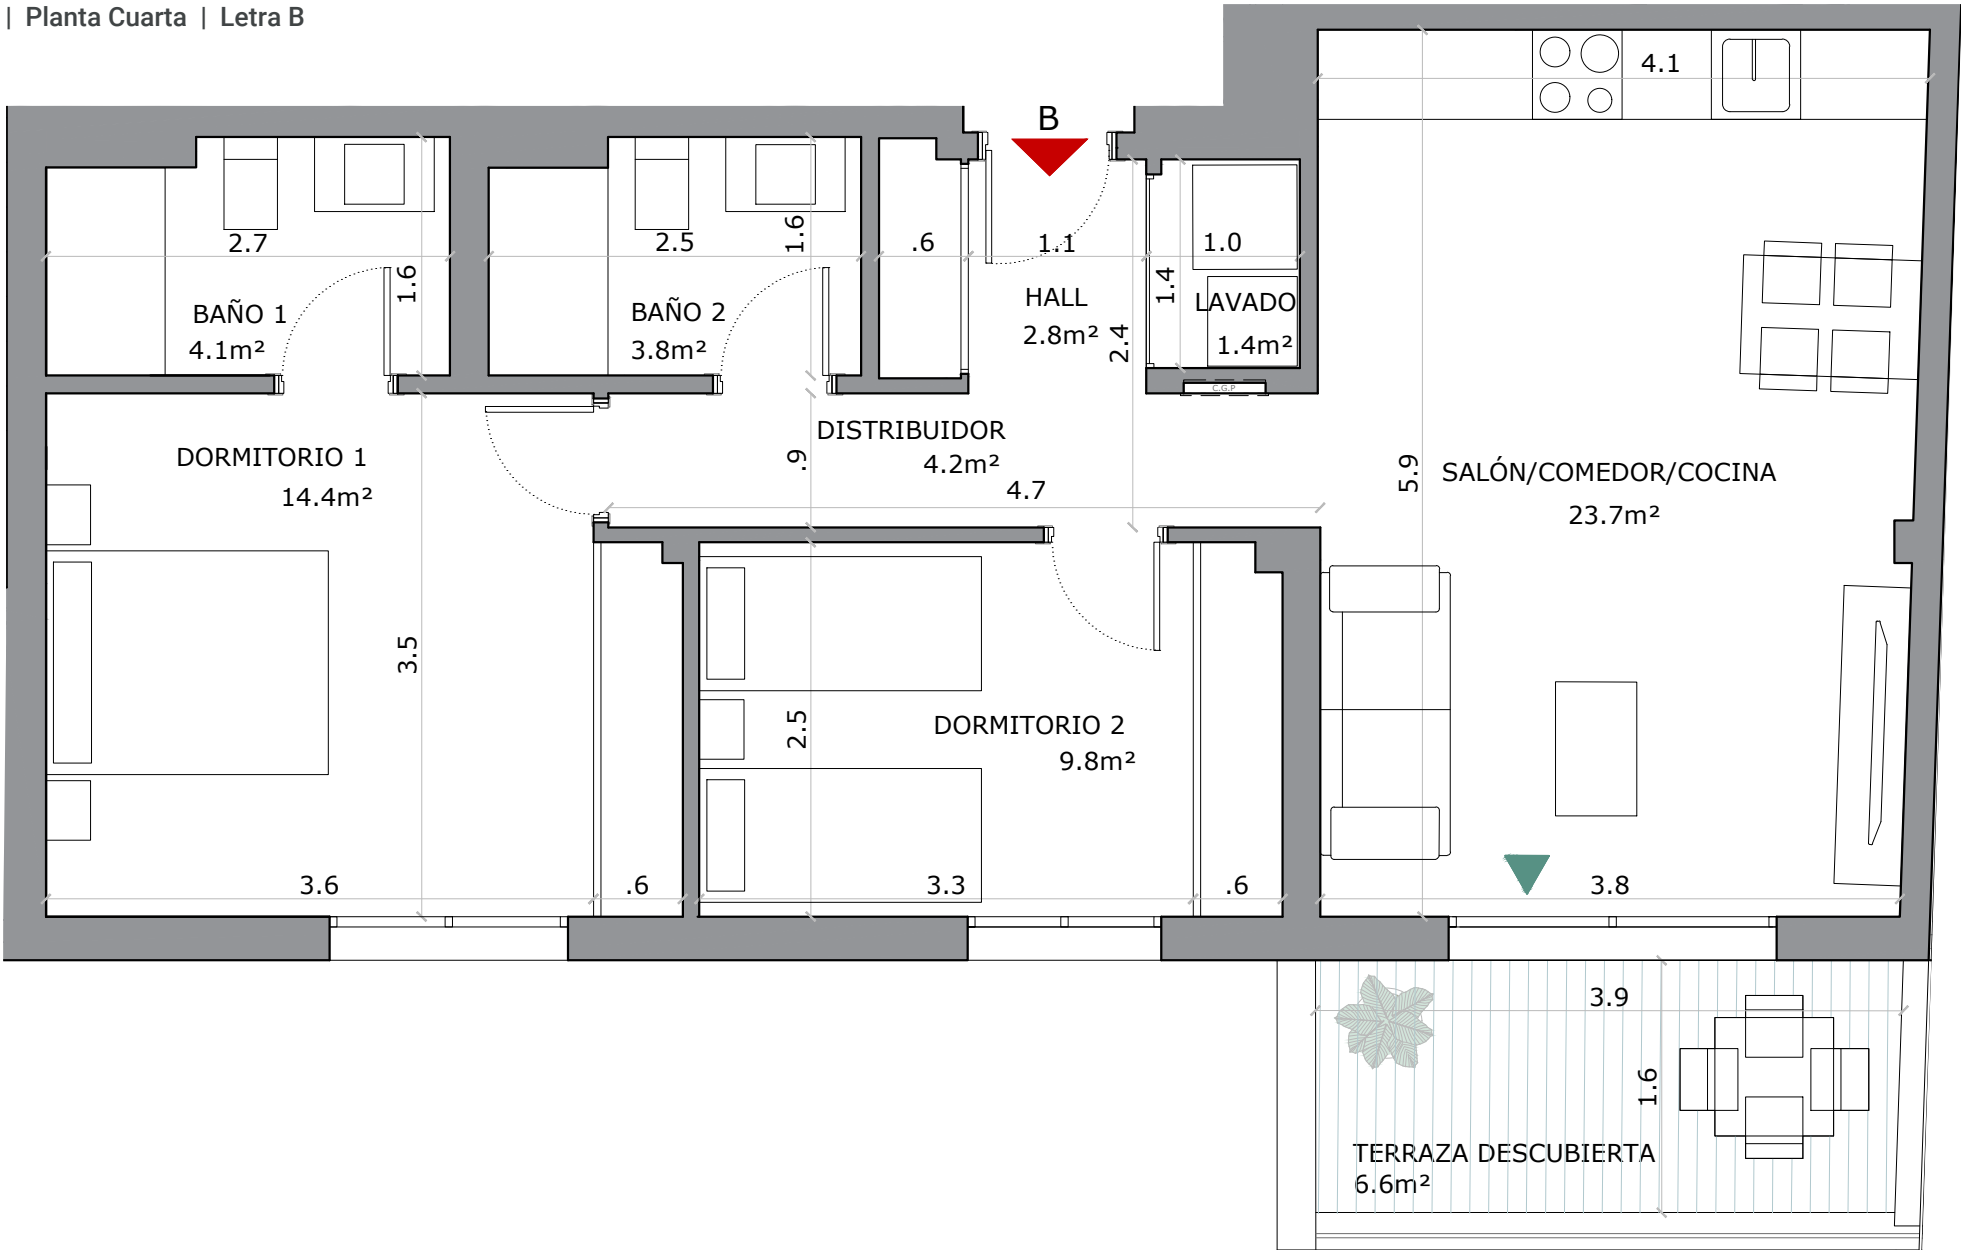 | Planta Cuarta | Letra B
B
4.1
2.7
1.6
BAÑO 1
4.1m²
2.5
1.6
BAÑO 2
3.8m²
.6
1.1
HALL
2.8m²
2.4
1.0
1.4
LAVADO
1.4m²
C.G.P
DORMITORIO 1
14.4m²
DISTRIBUIDOR
4.2m²
.9
4.7
5.9
SALÓN/COMEDOR/COCINA
23.7m²
3.5
2.5
DORMITORIO 2
9.8m²
3.6
.6
3.3
.6
3.8
3.9
1.6
TERRAZA DESCUBIERTA
6.6m²